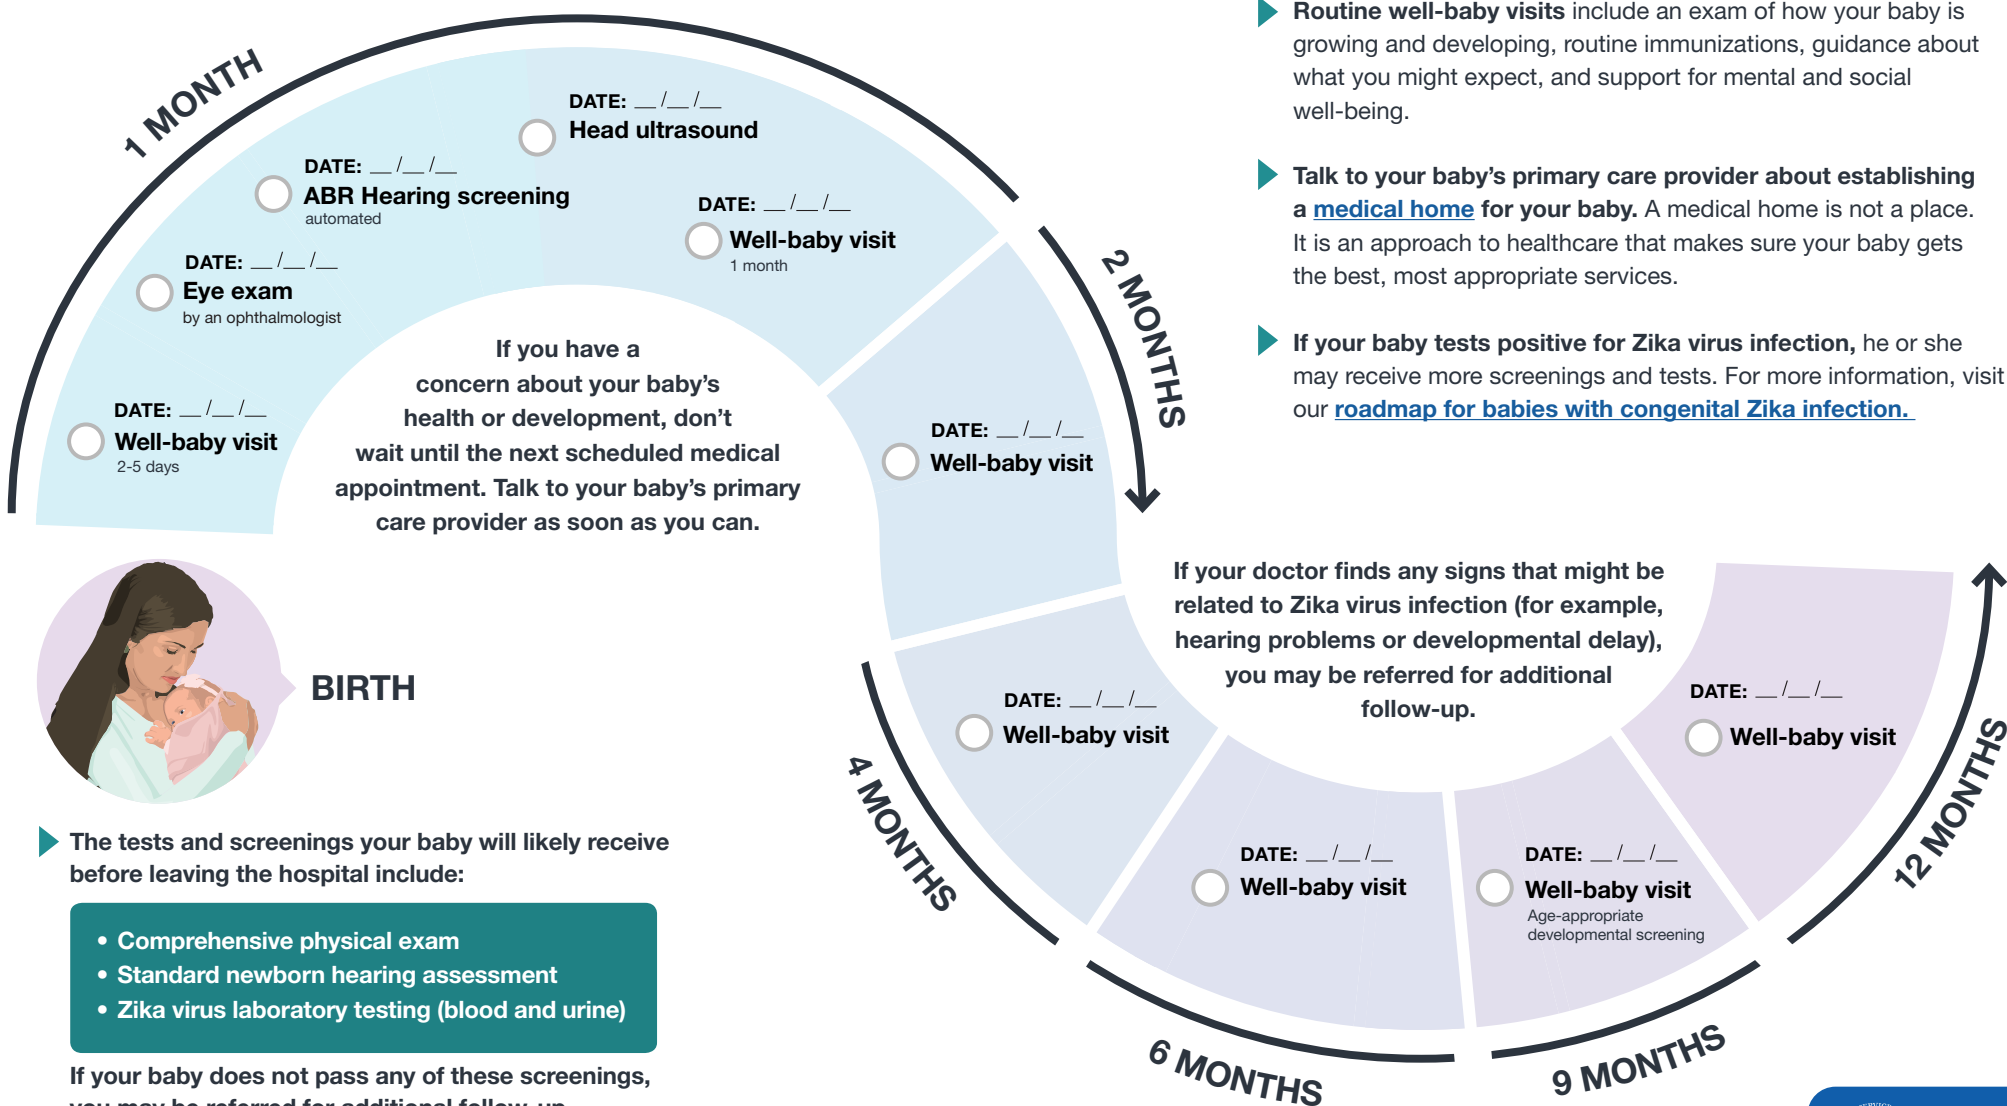 1 MONTH
DATE: __ /__ /__
Well-baby visit
2-5 days
DATE: __ /__ /__
Eye exam
by an ophthalmologist
DATE: __ /__ /__
ABR Hearing screening
automated
DATE: __ /__ /__
Head ultrasound
DATE: __ /__ /__
Well-baby visit
1 month
If you have a
concern about your baby’s
health or development, don’t
wait until the next scheduled medical
appointment. Talk to your baby’s primary
care provider as soon as you can.
2 MONTHS
DATE: __ /__ /__
Well-baby visit
Routine well-baby visits include an exam of how your baby is
growing and developing, routine immunizations, guidance about
what you might expect, and support for mental and social
well-being.
Talk to your baby’s primary care provider about establishing
a medical home for your baby. A medical home is not a place.
It is an approach to healthcare that makes sure your baby gets
the best, most appropriate services.
If your baby tests positive for Zika virus infection, he or she
may receive more screenings and tests. For more information, visit
our roadmap for babies with congenital Zika infection.
BIRTH
The tests and screenings your baby will likely receive
before leaving the hospital include:
• Comprehensive physical exam
• Standard newborn hearing assessment
• Zika virus laboratory testing (blood and urine)
If your baby does not pass any of these screenings,
you may be referred for additional follow-up
If your doctor finds any signs that might be
related to Zika virus infection (for example,
hearing problems or developmental delay),
you may be referred for additional
follow-up.
4 MONTHS
DATE: __ /__ /__
Well-baby visit
6 MONTHS
DATE: __ /__ /__
Well-baby visit
9 MONTHS
DATE: __ /__ /__
Well-baby visit
Age-appropriate
developmental screening
12 MONTHS
DATE: __ /__ /__
Well-baby visit